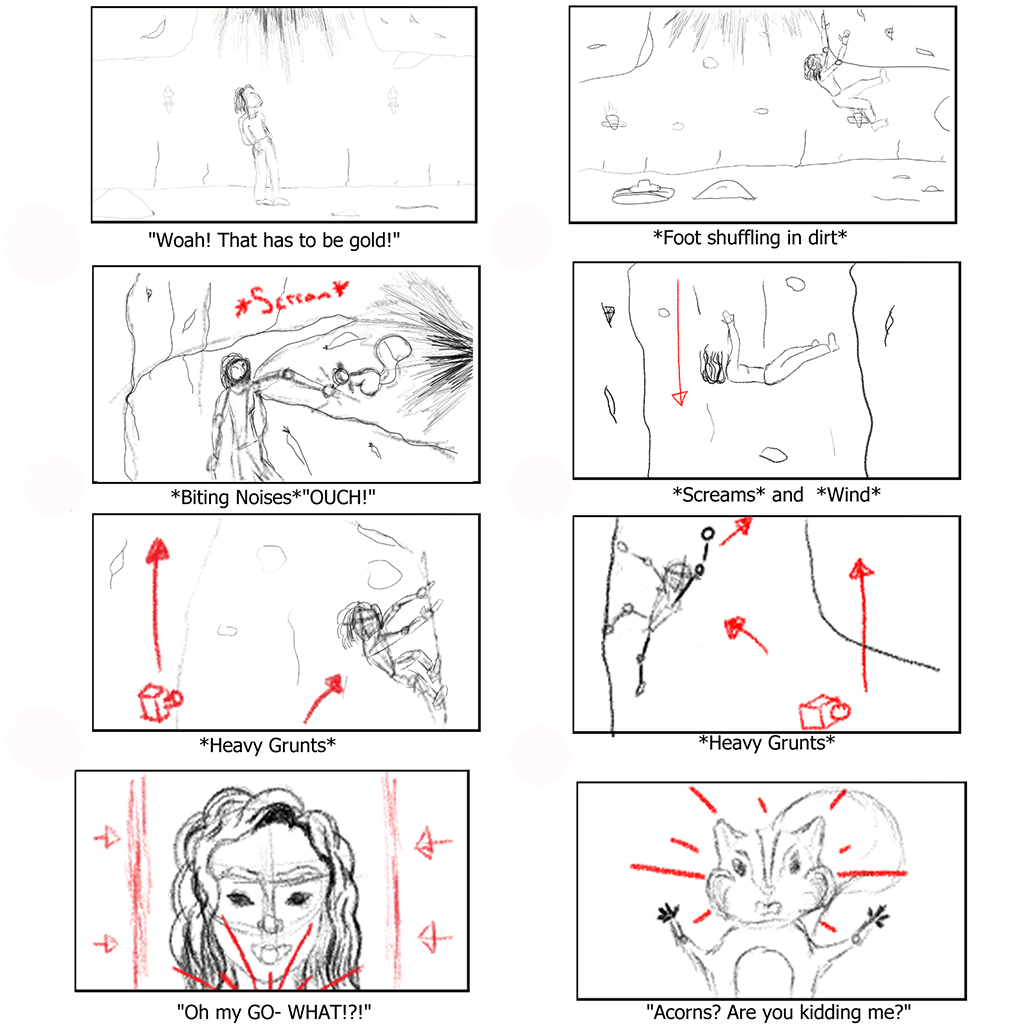 "Woah! That has to be gold!"
*Foot shuffling in dirt*
*Scream*
*Biting Noises*"OUCH!"
*Screams* and *Wind*
*Heavy Grunts*
*Heavy Grunts*
"Oh my GO- WHAT!?!"
"Acorns? Are you kidding me?"